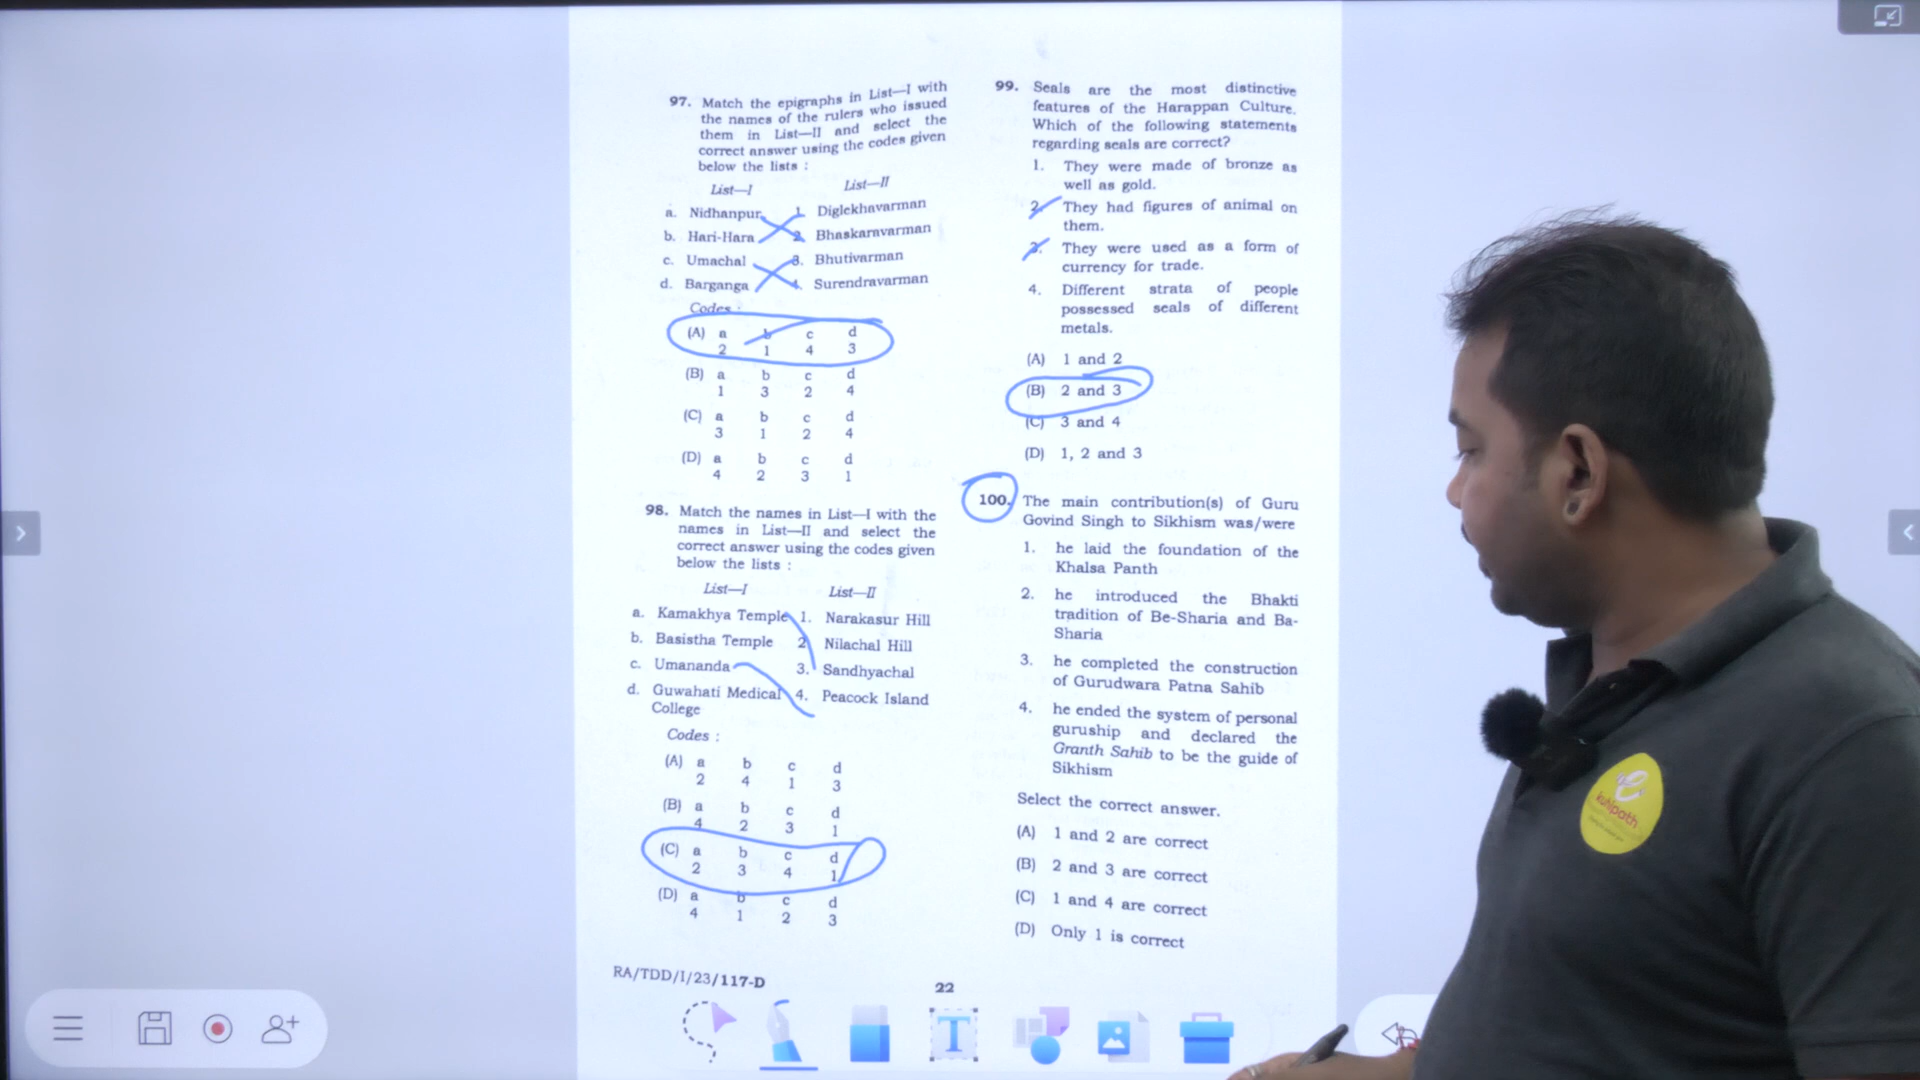 97. Match the epigraphs in List—I with
the names of the rulers who issued
them in List—II and select the
correct answer using the codes given
below the lists :
List—I List—II
a. Nidhanpur 1. Diglekhavarman
b. Hari-Hara 2. Bhaskaravarman
c. Umachal 3. Bhutivarman
d. Barganga 4. Surendravarman
Codes :
(A) a b c d
2 1 4 3
(B) a b c d
1 3 2 4
(C) a b c d
3 1 2 4
(D) a b c d
4 2 3 1
98. Match the names in List—I with the
names in List—II and select the
correct answer using the codes given
below the lists :
List—I List—II
a. Kamakhya Temple 1. Narakasur Hill
b. Basistha Temple 2. Nilachal Hill
c. Umananda 3. Sandhyachal
d. Guwahati Medical 4. Peacock Island
College
Codes :
(A) a b c d
2 4 1 3
(B) a b c d
4 2 3 1
(C) a b c d
2 3 4 1
(D) a b c d
4 1 2 3
99. Seals are the most distinctive
features of the Harappan Culture.
Which of the following statements
regarding seals are correct?
1. They were made of bronze as
well as gold.
2. They had figures of animal on
them.
3. They were used as a form of
currency for trade.
4. Different strata of people
possessed seals of different
metals.
(A) 1 and 2
(B) 2 and 3
(C) 3 and 4
(D) 1, 2 and 3
100. The main contribution(s) of Guru
Govind Singh to Sikhism was/were
1. he laid the foundation of the
Khalsa Panth
2. he introduced the Bhakti
tradition of Be-Sharia and Ba-
Sharia
3. he completed the construction
of Gurudwara Patna Sahib
4. he ended the system of personal
guruship and declared the
Granth Sahib to be the guide of
Sikhism
Select the correct answer.
(A) 1 and 2 are correct
(B) 2 and 3 are correct
(C) 1 and 4 are correct
(D) Only 1 is correct
RA/TDD/I/23/117-D 22
T